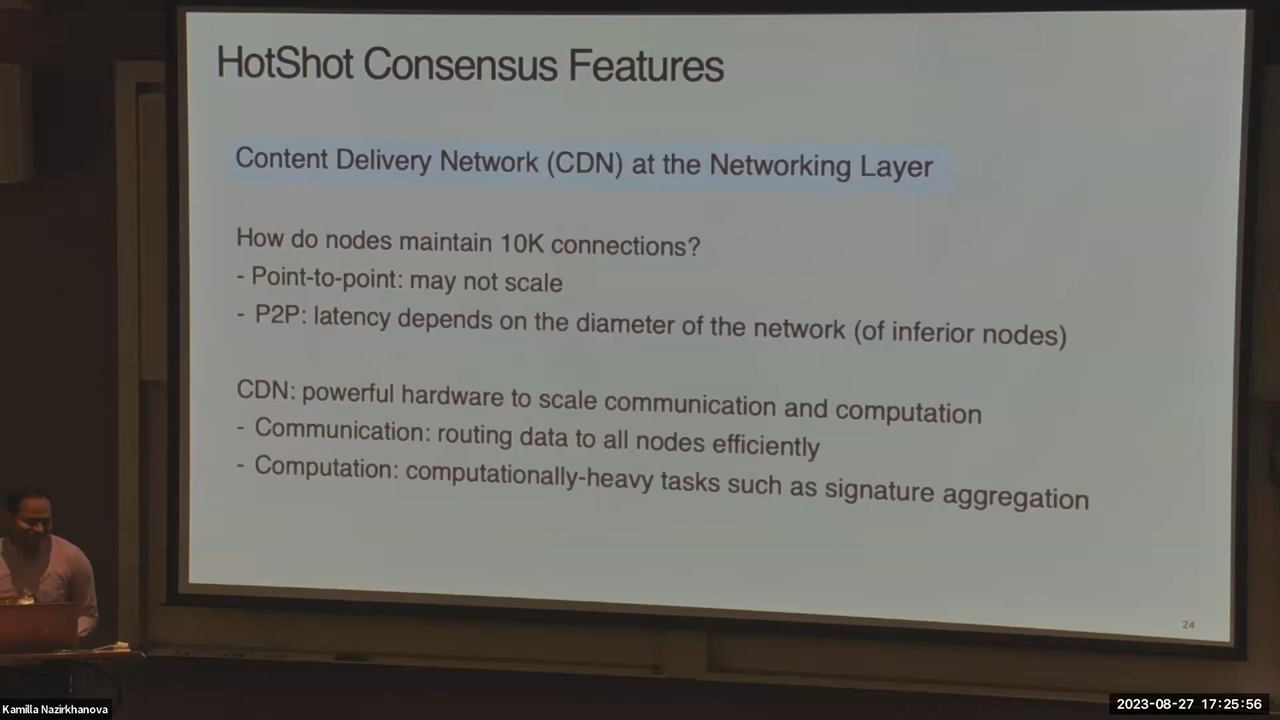 HotShot Consensus Features
Content Delivery Network (CDN) at the Networking Layer
How do nodes maintain 10K connections?
- Point-to-point: may not scale
- P2P: latency depends on the diameter of the network (of inferior nodes)
CDN: powerful hardware to scale communication and computation
- Communication: routing data to all nodes efficiently
- Computation: computationally-heavy tasks such as signature aggregation
24
Kamilla Nazirkhanova
2023-08-27 17:25:56